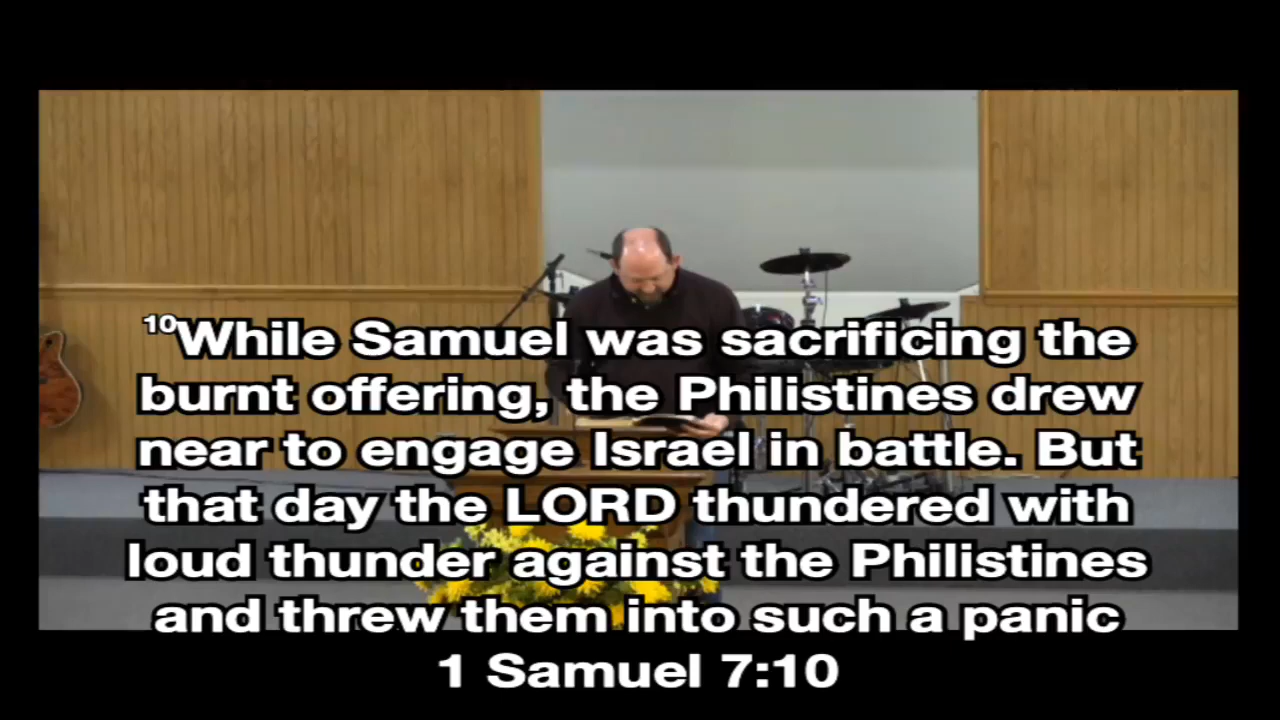 ¹⁰While Samuel was sacrificing the
burnt offering, the Philistines drew
near to engage Israel in battle. But
that day the LORD thundered with
loud thunder against the Philistines
and threw them into such a panic
1 Samuel 7:10